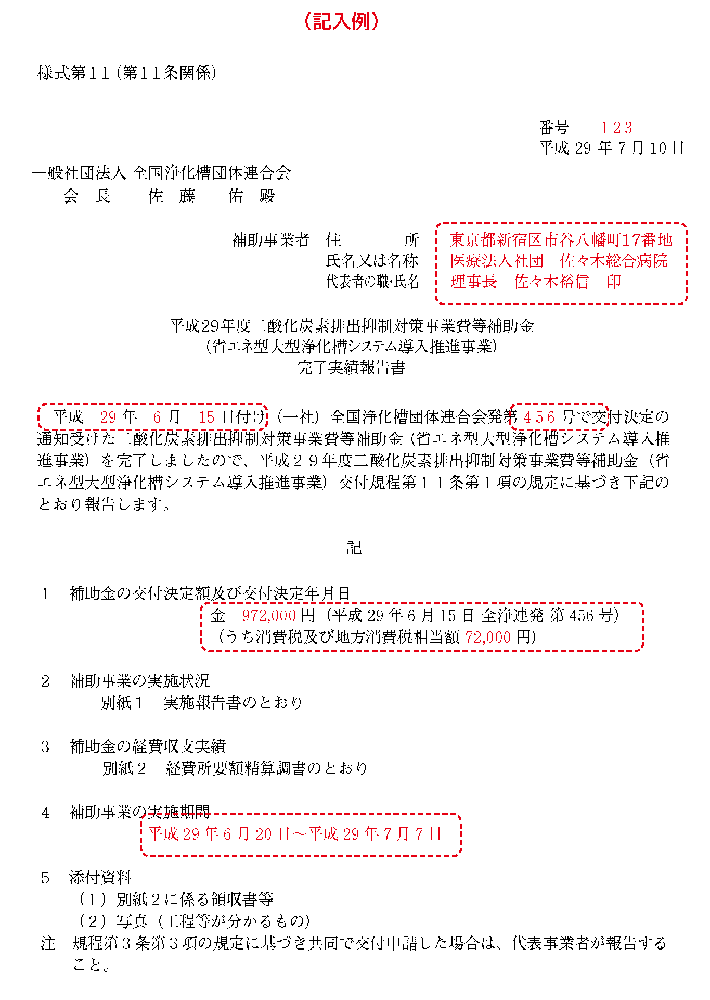 （記入例）
様式第１１（第１１条関係）
番号　　１２３
平成 29 年 7 月 10 日
一般社団法人 全国浄化槽団体連合会
会　長　　佐　藤　　佑　殿
補助事業者　住　　　　所　　東京都新宿区市谷八幡町17番地
氏名又は名称　　医療法人社団　佐々木総合病院
代表者の職・氏名　　理事長　佐々木裕信　印
平成29年度二酸化炭素排出抑制対策事業費等補助金
（省エネ型大型浄化槽システム導入推進事業）
完了実績報告書
平成　29 年　6 月　15 日付け（一社）全国浄化槽団体連合会発第 456 号で交付決定の
通知受けた二酸化炭素排出抑制対策事業費等補助金（省エネ型大型浄化槽システム導入推
進事業）を完了しましたので、平成２９年度二酸化炭素排出抑制対策事業費等補助金（省
エネ型大型浄化槽システム導入推進事業）交付規程第１１条第１項の規定に基づき下記の
とおり報告します。
記
１　補助金の交付決定額及び交付決定年月日
金　972,000 円（平成 29 年 6 月 15 日 全浄連発 第 456 号）
（うち消費税及び地方消費税相当額 72,000 円）
２　補助事業の実施状況
別紙１　実施報告書のとおり
３　補助金の経費収支実績
別紙２　経費所要額精算調書のとおり
４　補助事業の実施期間
平成 29 年 6 月 20 日～平成 29 年 7 月 7 日
５　添付資料
（１）別紙２に係る領収書等
（２）写真（工程等が分かるもの）
注　規程第３条第３項の規定に基づき共同で交付申請した場合は、代表事業者が報告する
こと。